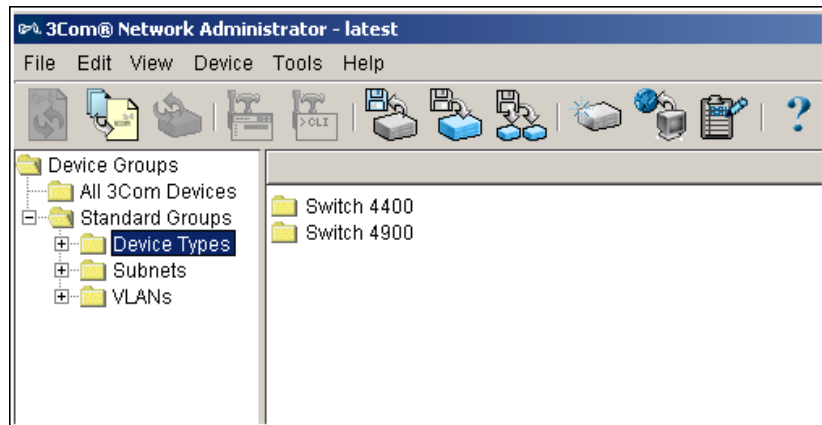 3Com® Network Administrator - latest
File Edit View Device Tools Help
>CLI
?
Device Groups
All 3Com Devices
Standard Groups
Device Types
Subnets
VLANs
Switch 4400
Switch 4900